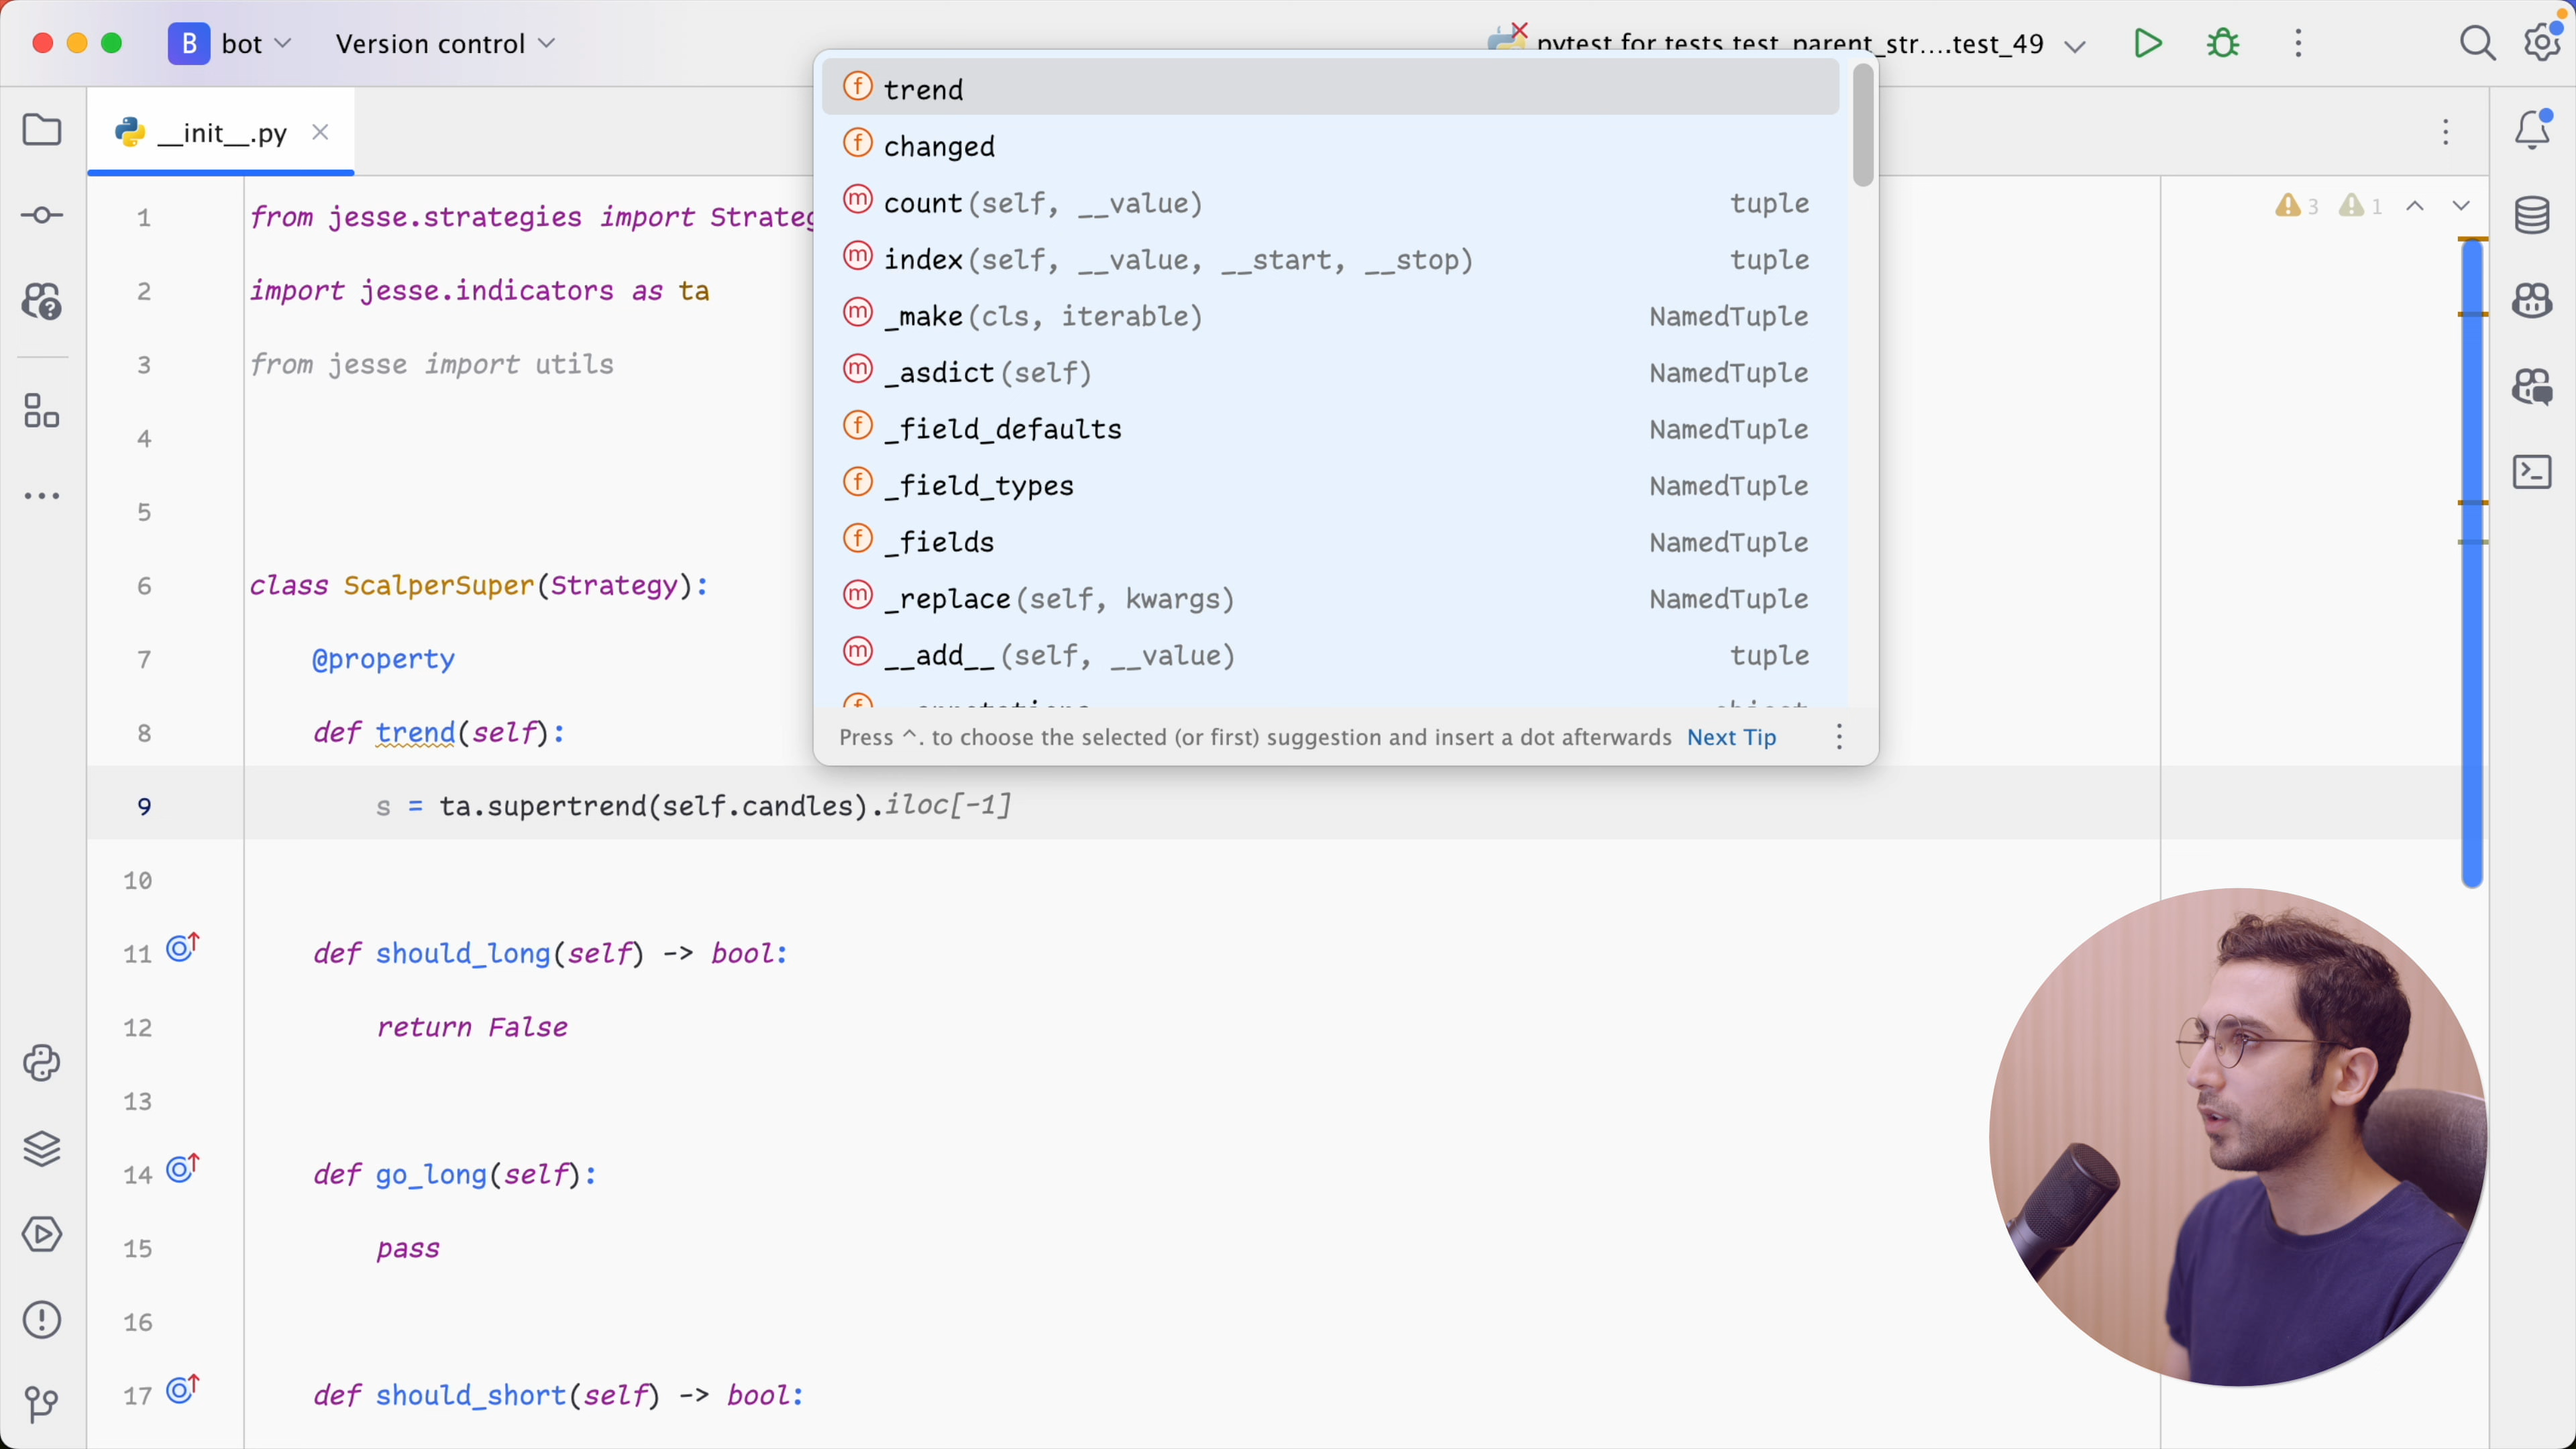 B bot Version control pytest for tests.test_parent_str....test_49
__init__.py
trend
changed
count(self, __value) tuple
index(self, __value, __start, __stop) tuple
_make(cls, iterable) NamedTuple
_asdict(self) NamedTuple
_field_defaults NamedTuple
_field_types NamedTuple
_fields NamedTuple
_replace(self, kwargs) NamedTuple
__add__(self, __value) tuple
Press ^. to choose the selected (or first) suggestion and insert a dot afterwards Next Tip
3 1
1 from jesse.strategies import Strateg
2 import jesse.indicators as ta
3 from jesse import utils
4
5
6 class ScalperSuper(Strategy):
7 @property
8 def trend(self):
9 s = ta.supertrend(self.candles).iloc[-1]
10
11 def should_long(self) -> bool:
12 return False
13
14 def go_long(self):
15 pass
16
17 def should_short(self) -> bool: